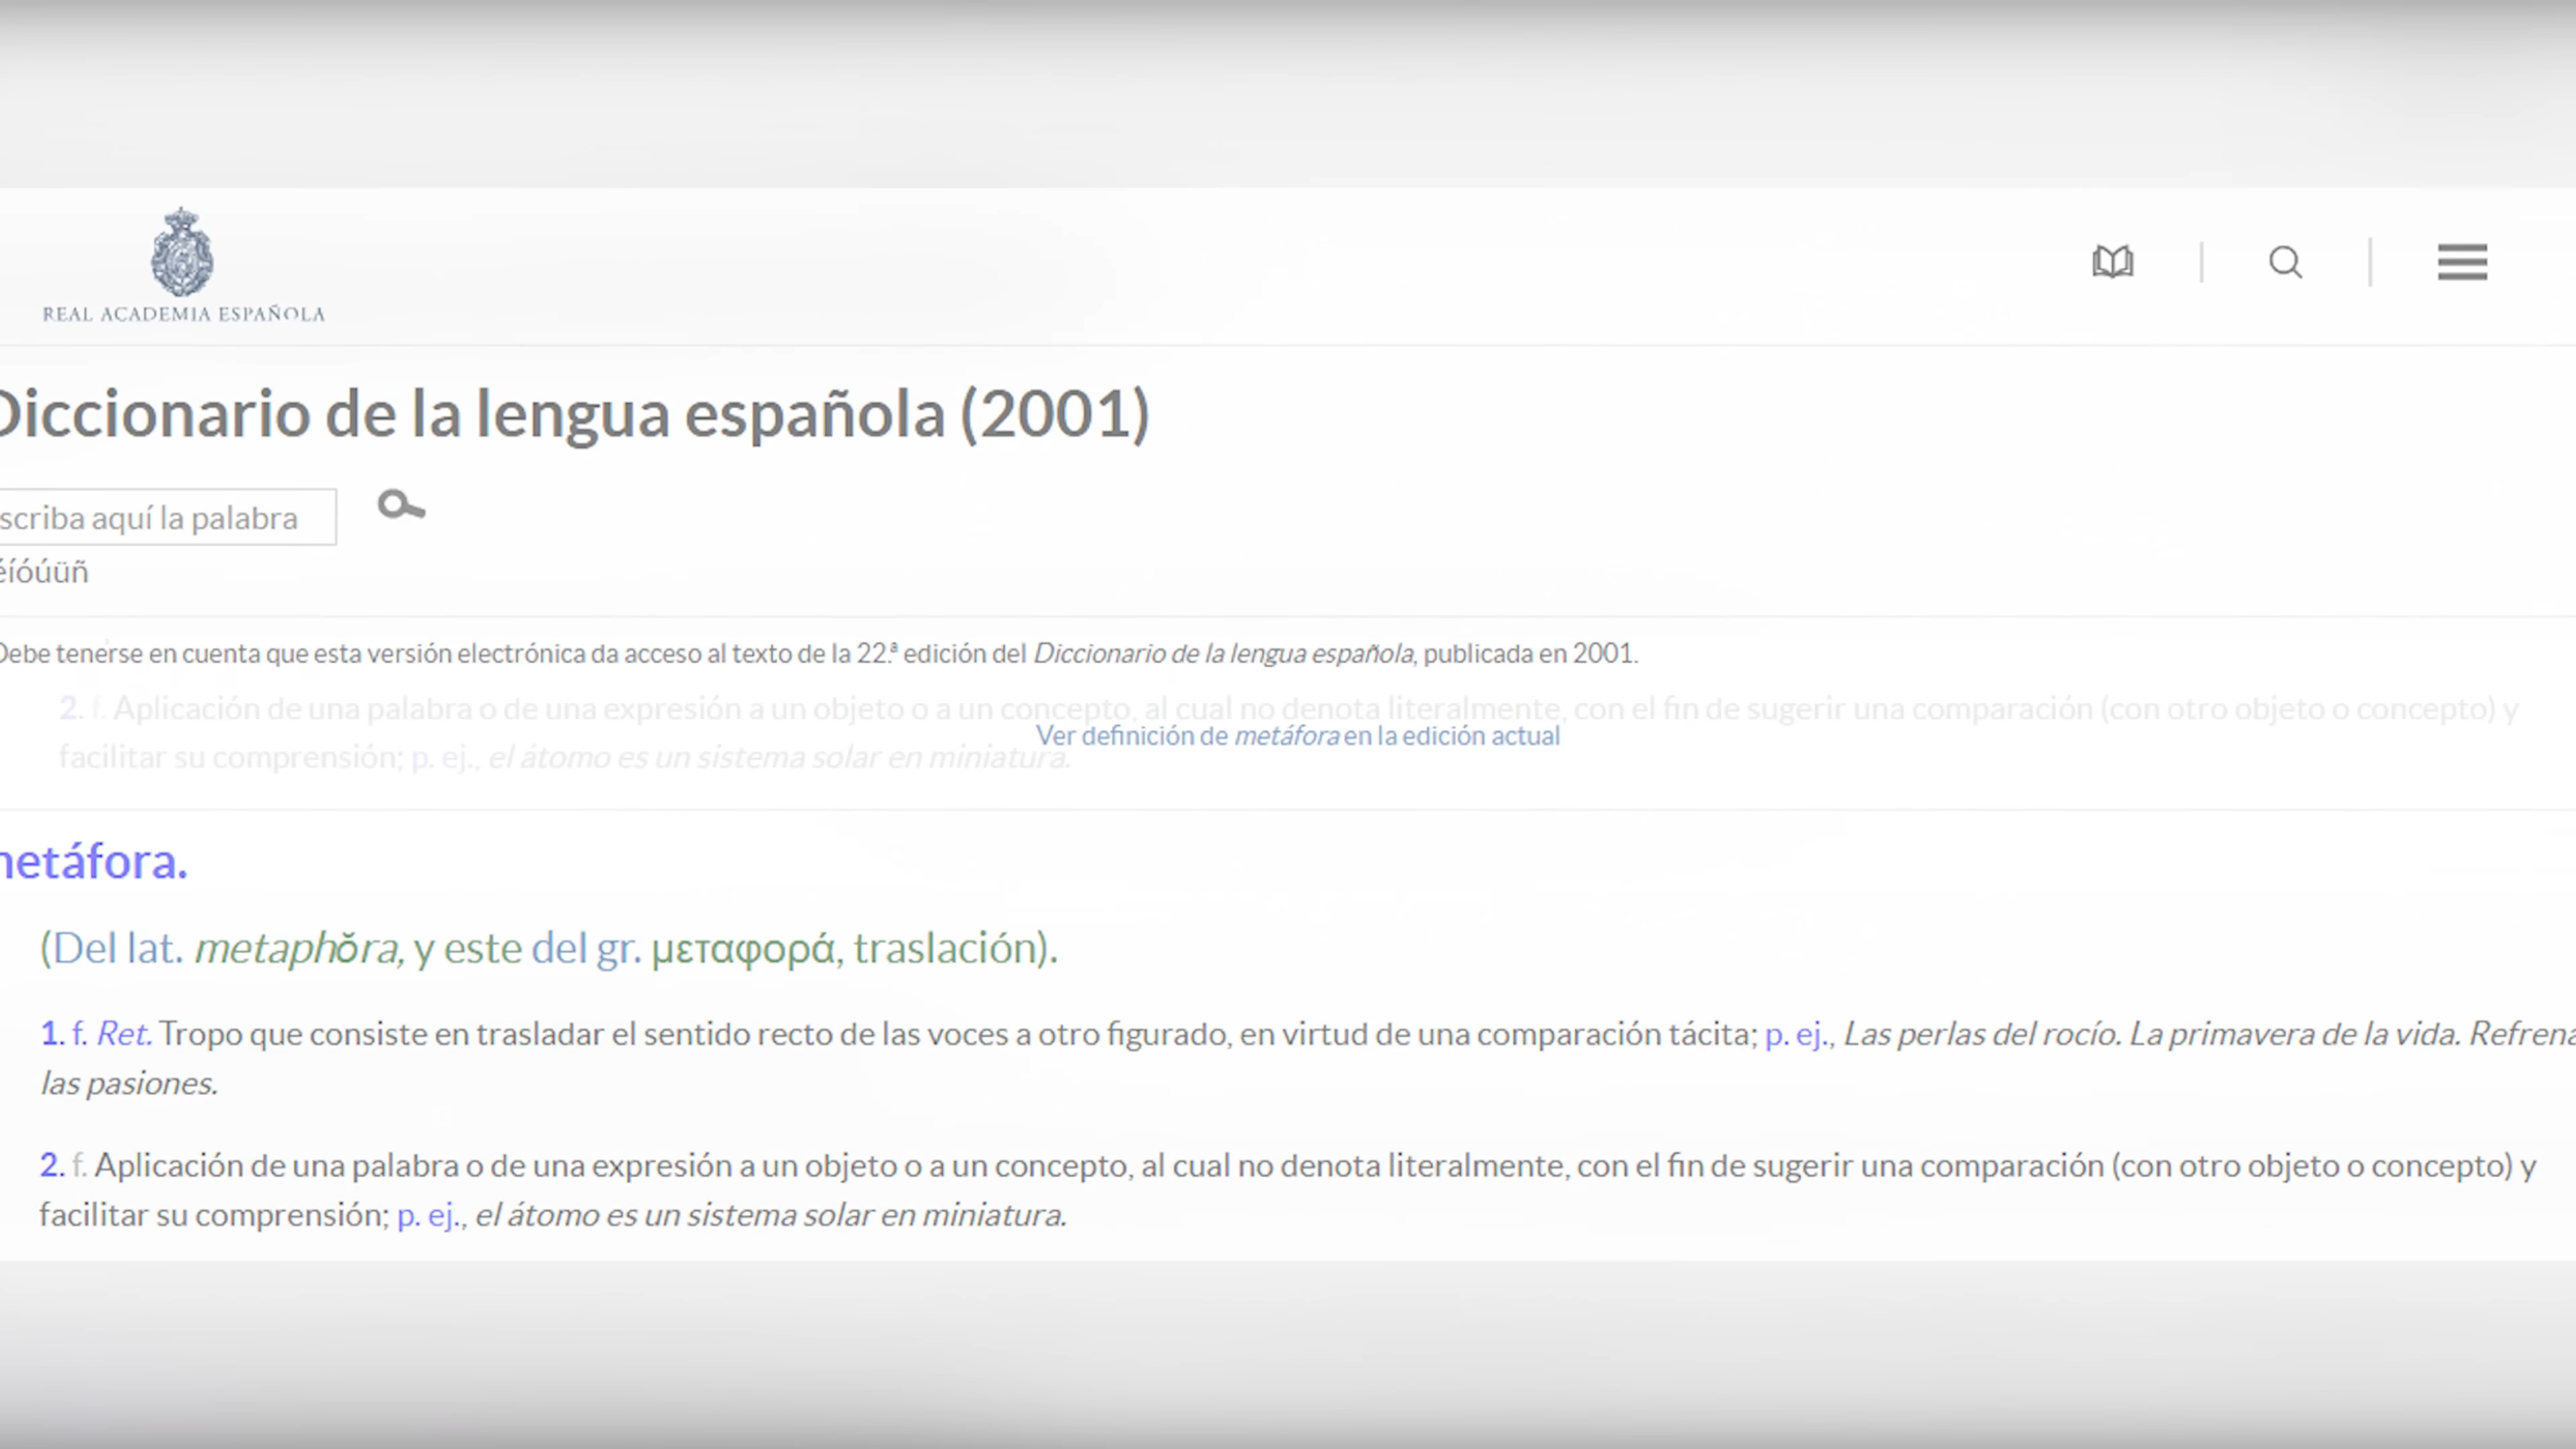 REAL ACADEMIA ESPAÑOLA
Diccionario de la lengua española (2001)
scriba aquí la palabra
éíóúüñ
Debe tenerse en cuenta que esta versión electrónica da acceso al texto de la 22.ª edición del Diccionario de la lengua española, publicada en 2001.
2. f. Aplicación de una palabra o de una expresión a un objeto o a un concepto, al cual no denota literalmente, con el fin de sugerir una comparación (con otro objeto o concepto) y
Ver definición de metáfora en la edición actual
facilitar su comprensión; p. ej., el átomo es un sistema solar en miniatura.
metáfora.
(Del lat. metaphŏra, y este del gr. μεταφορά, traslación).
1. f. Ret. Tropo que consiste en trasladar el sentido recto de las voces a otro figurado, en virtud de una comparación tácita; p. ej., Las perlas del rocío. La primavera de la vida. Refrena
las pasiones.
2. f. Aplicación de una palabra o de una expresión a un objeto o a un concepto, al cual no denota literalmente, con el fin de sugerir una comparación (con otro objeto o concepto) y
facilitar su comprensión; p. ej., el átomo es un sistema solar en miniatura.